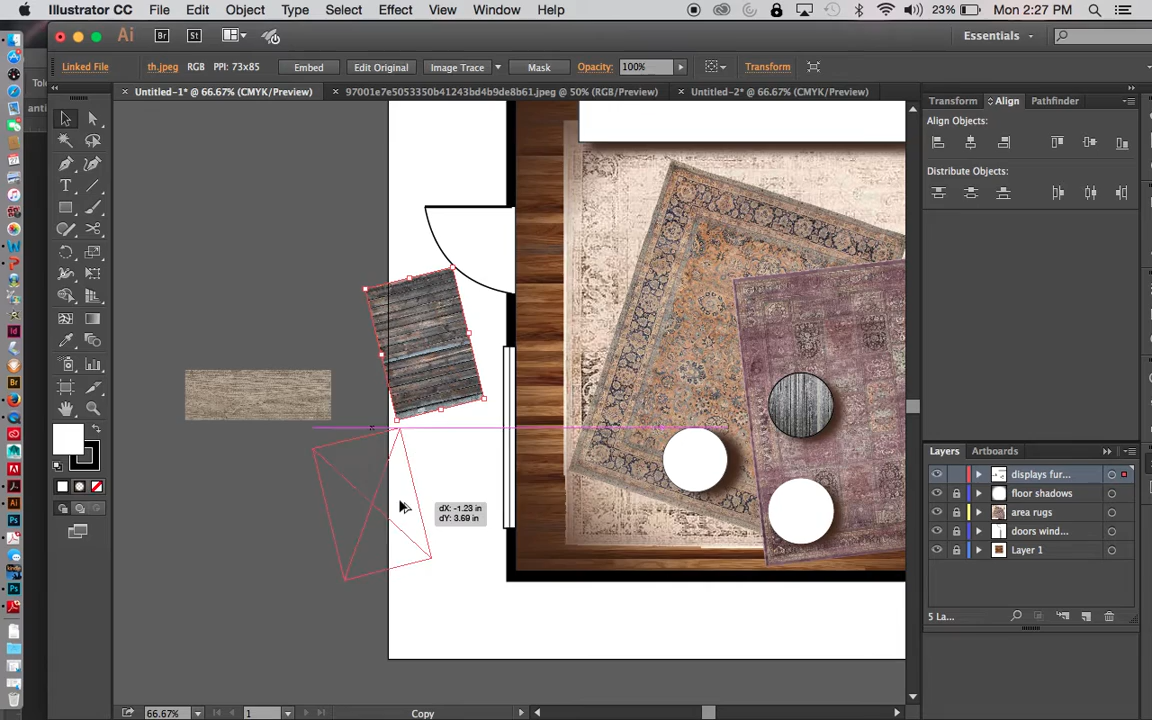 Illustrator CC File Edit Object Type Select Effect View Window Help 23% Mon 2:27 PM
Ai Br St Essentials
Linked File th.jpeg RGB PPI: 73x85 Embed Edit Original Image Trace Mask Opacity: 100% Transform
Untitled-1* @ 66.67% (CMYK/Preview) 97001e7e5053350b41243bd4b9de8b61.jpeg @ 50% (RGB/Preview) Untitled-2* @ 66.67% (CMYK/Preview)
Transform Align Pathfinder
Align Objects:
Distribute Objects:
dX: -1.23 in
dY: 3.69 in
Layers Artboards
displays fur...
floor shadows
area rugs
doors wind...
Layer 1
5 La...
66.67% 1 Copy